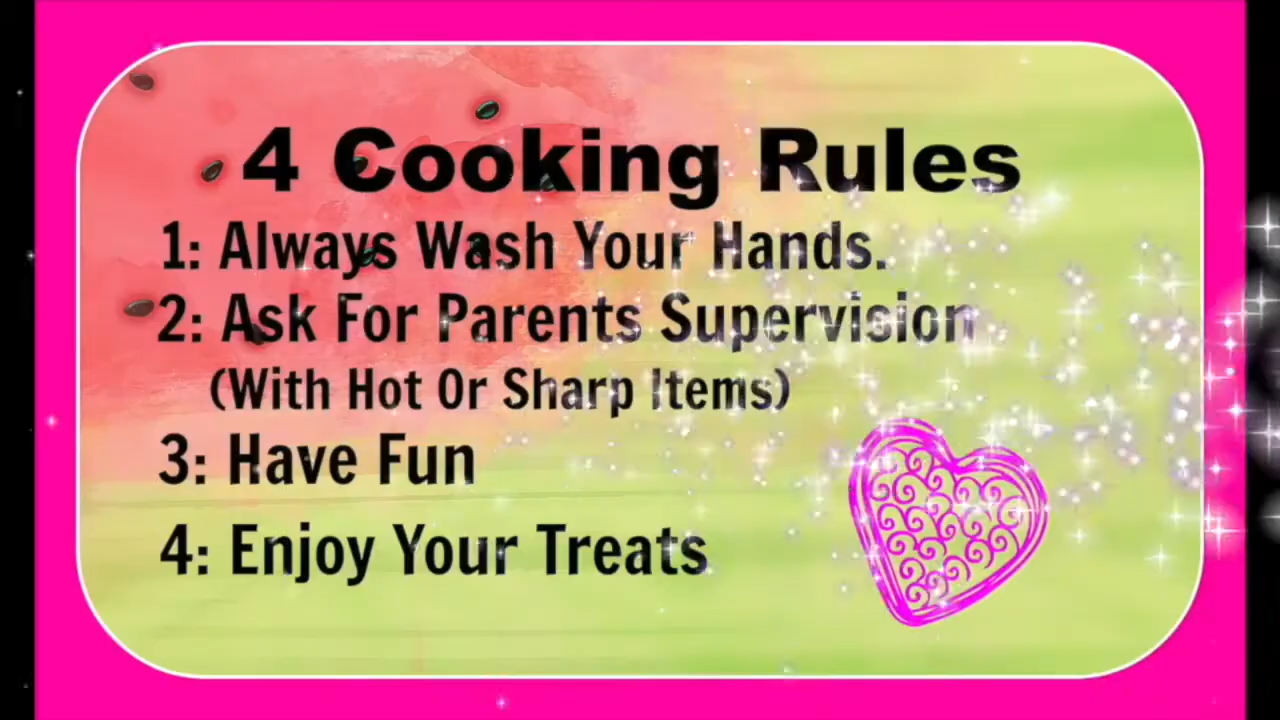 4 Cooking Rules
1: Always Wash Your Hands.
2: Ask For Parents Supervision
(With Hot Or Sharp Items)
3: Have Fun
4: Enjoy Your Treats